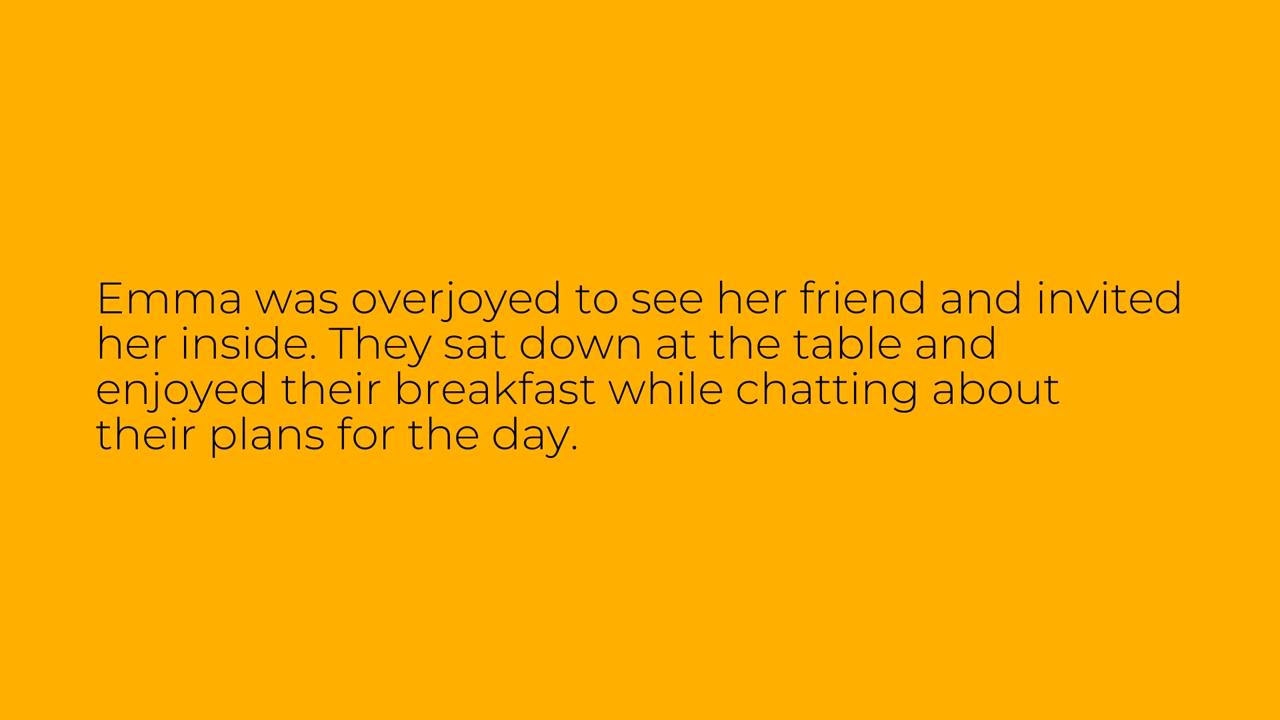 Emma was overjoyed to see her friend and invited
her inside. They sat down at the table and
enjoyed their breakfast while chatting about
their plans for the day.